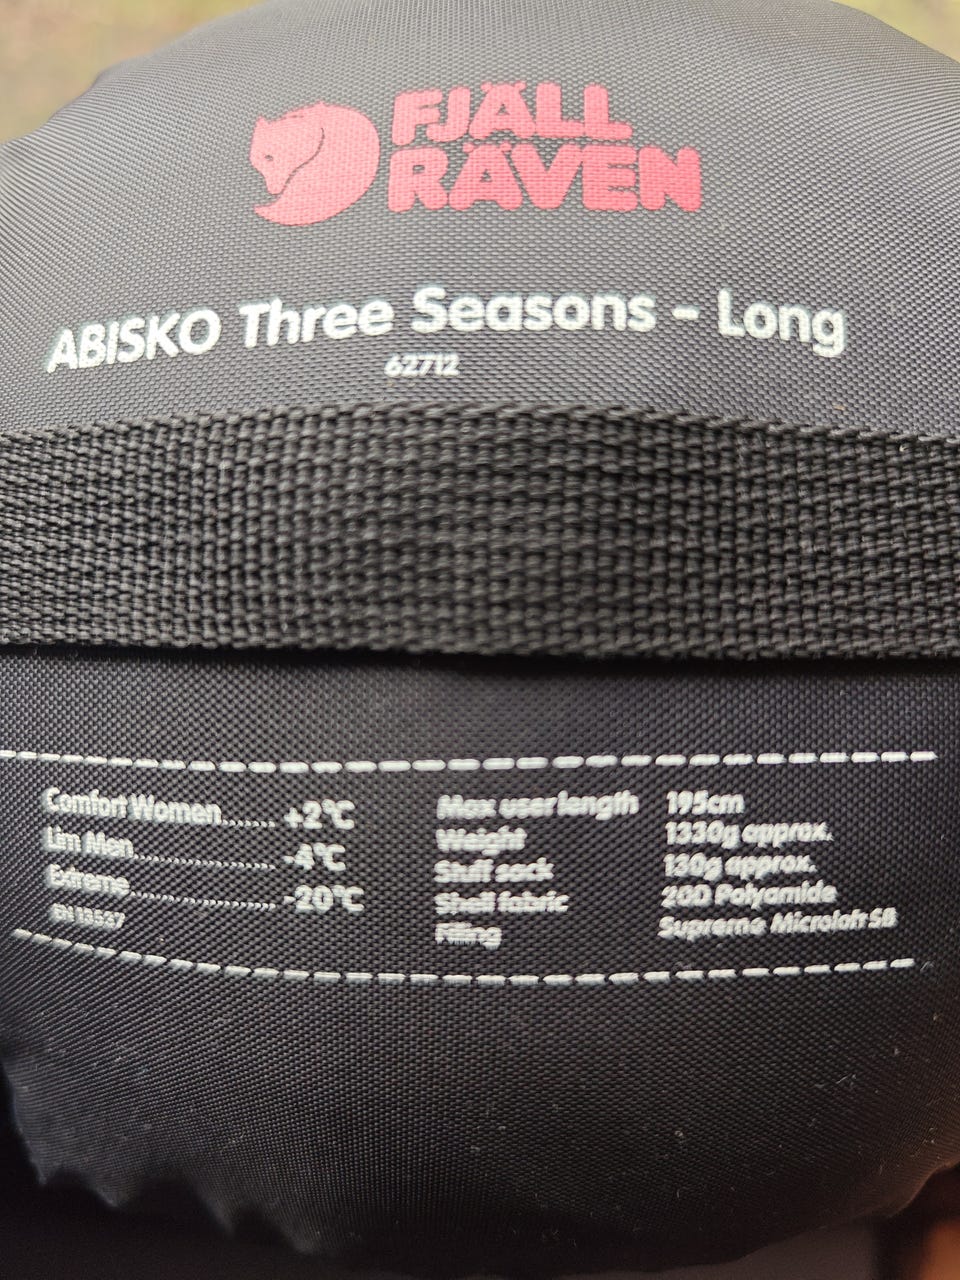 FJÄLL
RÄVEN
ABISKO Three Seasons - Long
62712
Comfort Women...... +2°C
Lim Men................. -4°C
Extreme................. -20°C
EN 13537
Max user length 195cm
Weight 1330g approx.
Stuff sack 130g approx.
Shell fabric 20D Polyamide
Filling Supreme Microloft SB